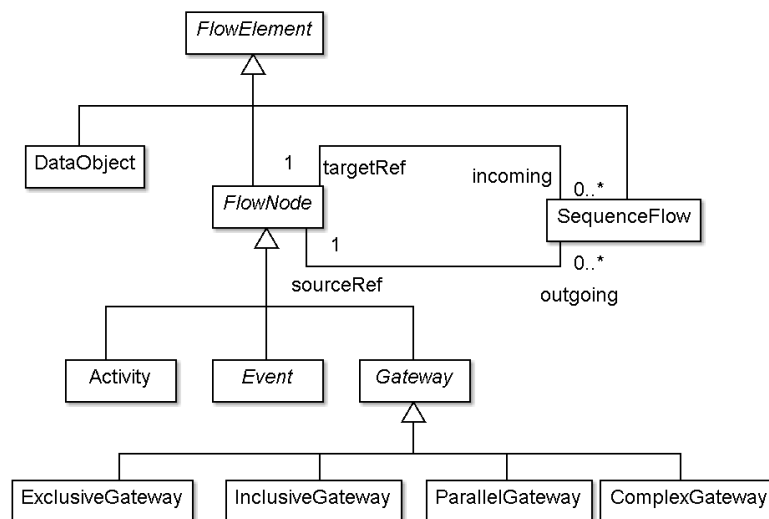 FlowElement
DataObject
1
targetRef
incoming
0..*
FlowNode
SequenceFlow
1
0..*
sourceRef
outgoing
Activity
Event
Gateway
ExclusiveGateway
InclusiveGateway
ParallelGateway
ComplexGateway